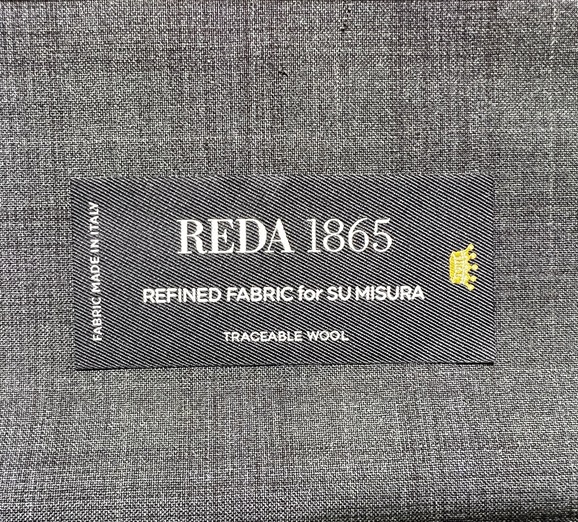 FABRIC MADE IN ITALY
REDA 1865
REFINED FABRIC for SU MISURA
TRACEABLE WOOL